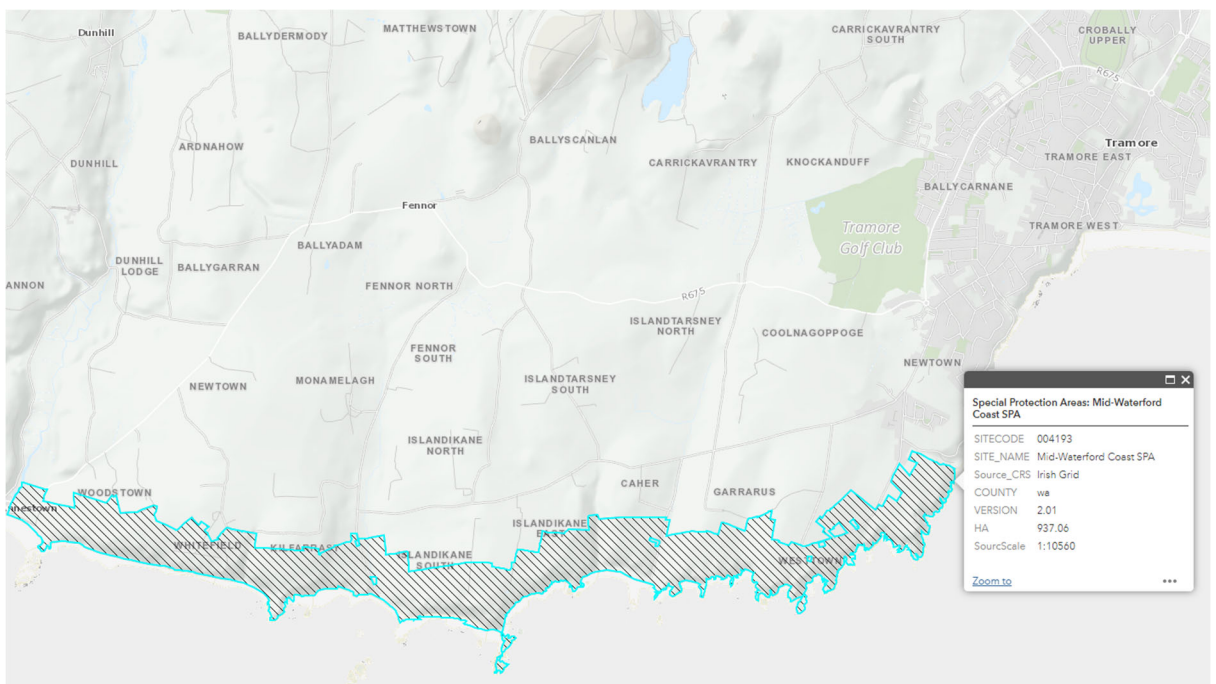 Dunhill
BALLYDERMODY
MATTHEWSTOWN
CARRICKAVRANTRY
SOUTH
CROBALLY
UPPER
R675
ARDNAHOW
BALLYSCANLAN
Tramore
DUNHILL
CARRICKAVRANTRY
KNOCKANDUFF
TRAMORE EAST
BALLYCARNANE
Fennor
Tramore
Golf Club
TRAMORE WEST
BALLYADAM
DUNHILL
LODGE
BALLYGARRAN
ANNON
FENNOR NORTH
R675
ISLANDTARSNEY
NORTH
COOLNAGOPPOGE
FENNOR
SOUTH
NEWTOWN
NEWTOWN
MONAMELAGH
ISLANDTARSNEY
SOUTH
ISLANDIKANE
NORTH
CAHER
GARRARUS
WOODSTOWN
nestown
ISLANDIKANE
EAST
WHITEFIELD
KILFARRASY
ISLANDIKANE
SOUTH
WESTTOWN
Special Protection Areas: Mid-Waterford
Coast SPA
SITECODE 004193
SITE_NAME Mid-Waterford Coast SPA
Source_CRS Irish Grid
COUNTY wa
VERSION 2.01
HA 937.06
SourcScale 1:10560
Zoom to